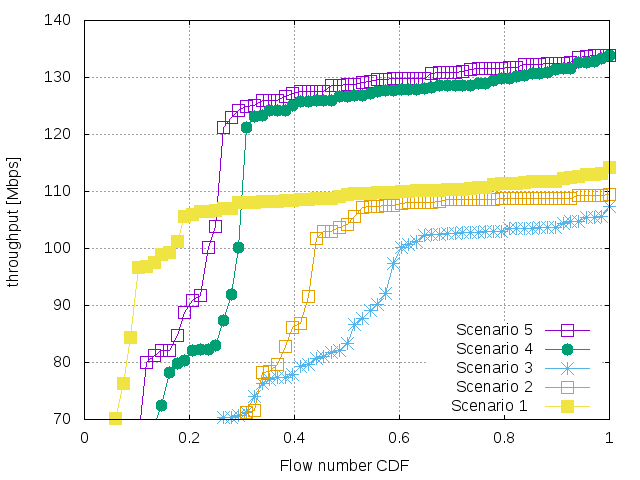 140
130
120
110
100
90
80
70
throughput [Mbps]
Scenario 5
Scenario 4
Scenario 3
Scenario 2
Scenario 1
0
0.2
0.4
0.6
0.8
1
Flow number CDF